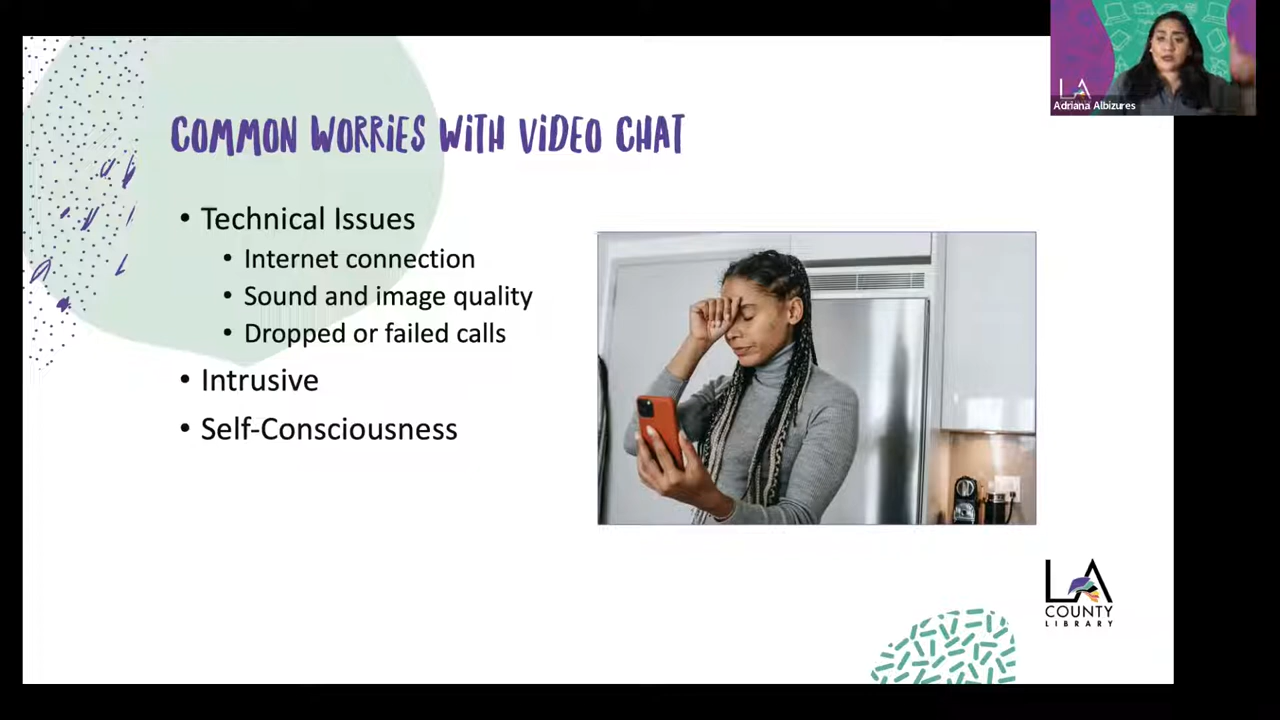 COMMON WORRIES WITH VIDEO CHAT
• Technical Issues
• Internet connection
• Sound and image quality
• Dropped or failed calls
• Intrusive
• Self-Consciousness
LA
Adriana Albizures
LA
COUNTY
LIBRARY